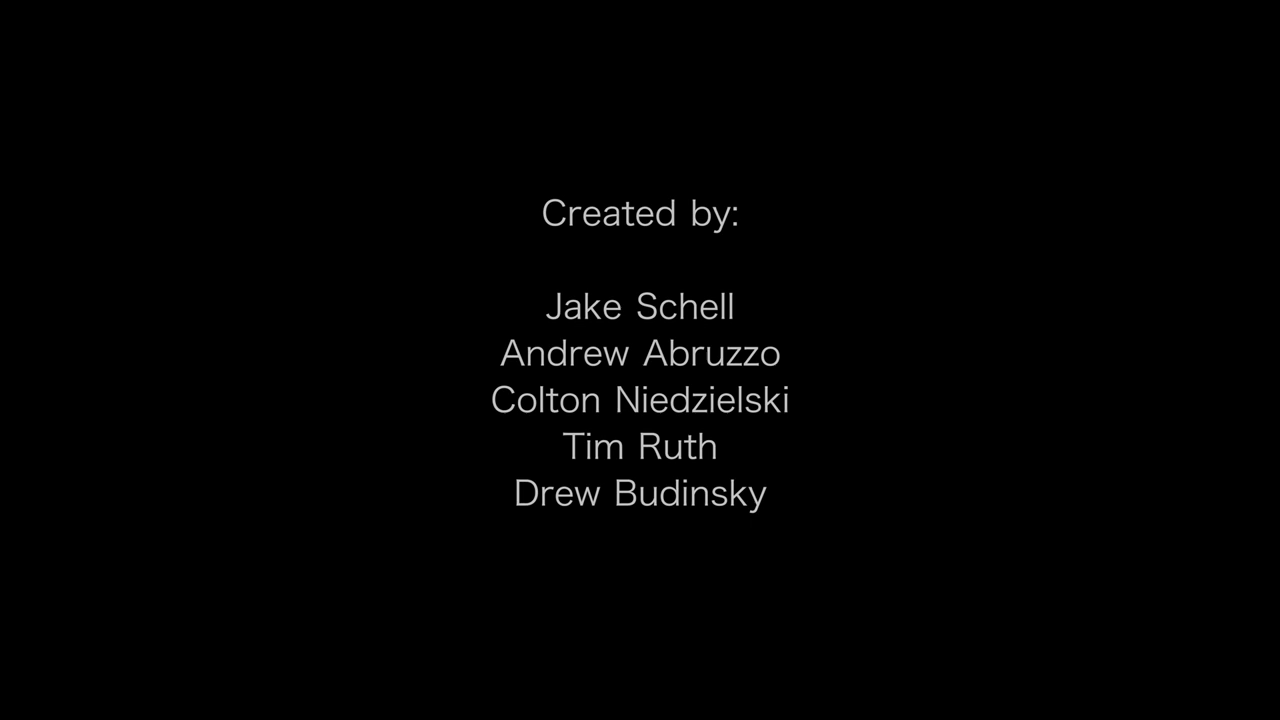 Created by:
Jake Schell
Andrew Abruzzo
Colton Niedzielski
Tim Ruth
Drew Budinsky